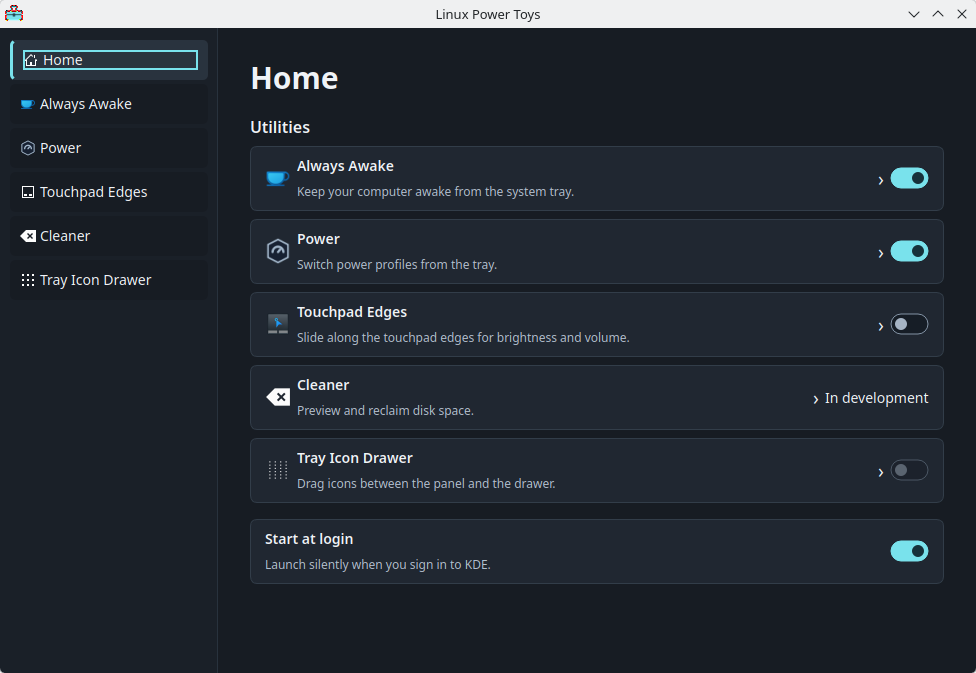 Linux Power Toys
Home
Always Awake
Power
Touchpad Edges
Cleaner
Tray Icon Drawer
Home
Utilities
Always Awake
Keep your computer awake from the system tray.
Power
Switch power profiles from the tray.
Touchpad Edges
Slide along the touchpad edges for brightness and volume.
Cleaner
Preview and reclaim disk space.
› In development
Tray Icon Drawer
Drag icons between the panel and the drawer.
Start at login
Launch silently when you sign in to KDE.